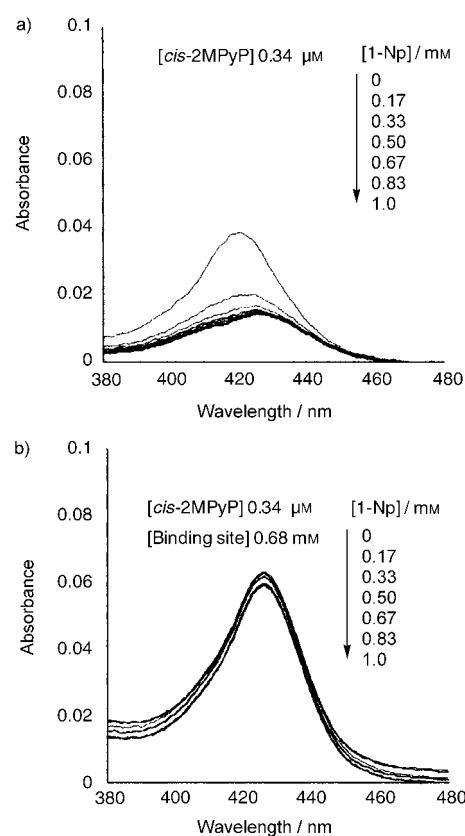 a)
0.1
[cis-2MPyP] 0.34 μM
[1-Np] / mM
0
0.17
0.33
0.50
0.67
0.83
1.0
0.08
0.06
0.04
0.02
0
Absorbance
380 400 420 440 460 480
Wavelength / nm
b)
0.1
[cis-2MPyP] 0.34 μM
[Binding site] 0.68 mM
[1-Np] / mM
0
0.17
0.33
0.50
0.67
0.83
1.0
0.08
0.06
0.04
0.02
0
Absorbance
380 400 420 440 460 480
Wavelength / nm